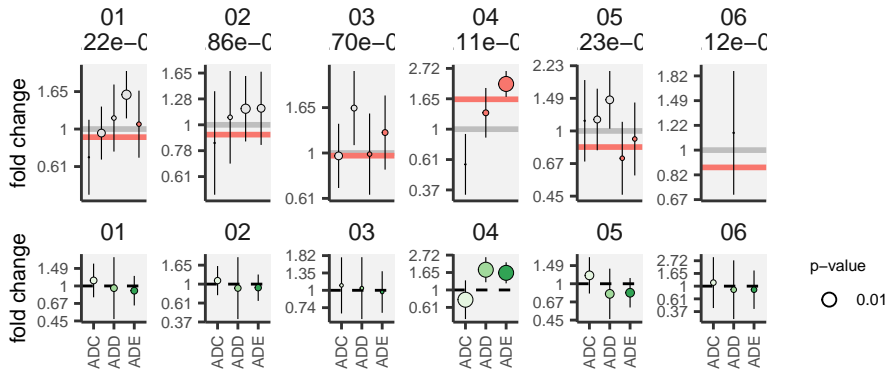 01 02 03 04 05 06
.22e−0 .86e−0 .70e−0 .11e−0 .23e−0 .12e−0
fold change
1.65 1 0.61
1.65 1.28 1 0.78 0.61
1.65 1 0.61
2.72 1.65 1 0.61 0.37
2.23 1.49 1 0.67 0.45
1.82 1.49 1.22 1 0.82 0.67
01 02 03 04 05 06
fold change
1.49 1 0.67 0.45
1.65 1 0.61 0.37
1.82 1.35 1 0.74
2.72 1.65 1 0.61
1.49 1 0.67 0.45
2.72 1.65 1 0.61 0.37
ADC ADD ADE ADC ADD ADE ADC ADD ADE ADC ADD ADE ADC ADD ADE ADC ADD ADE
p−value
0.01